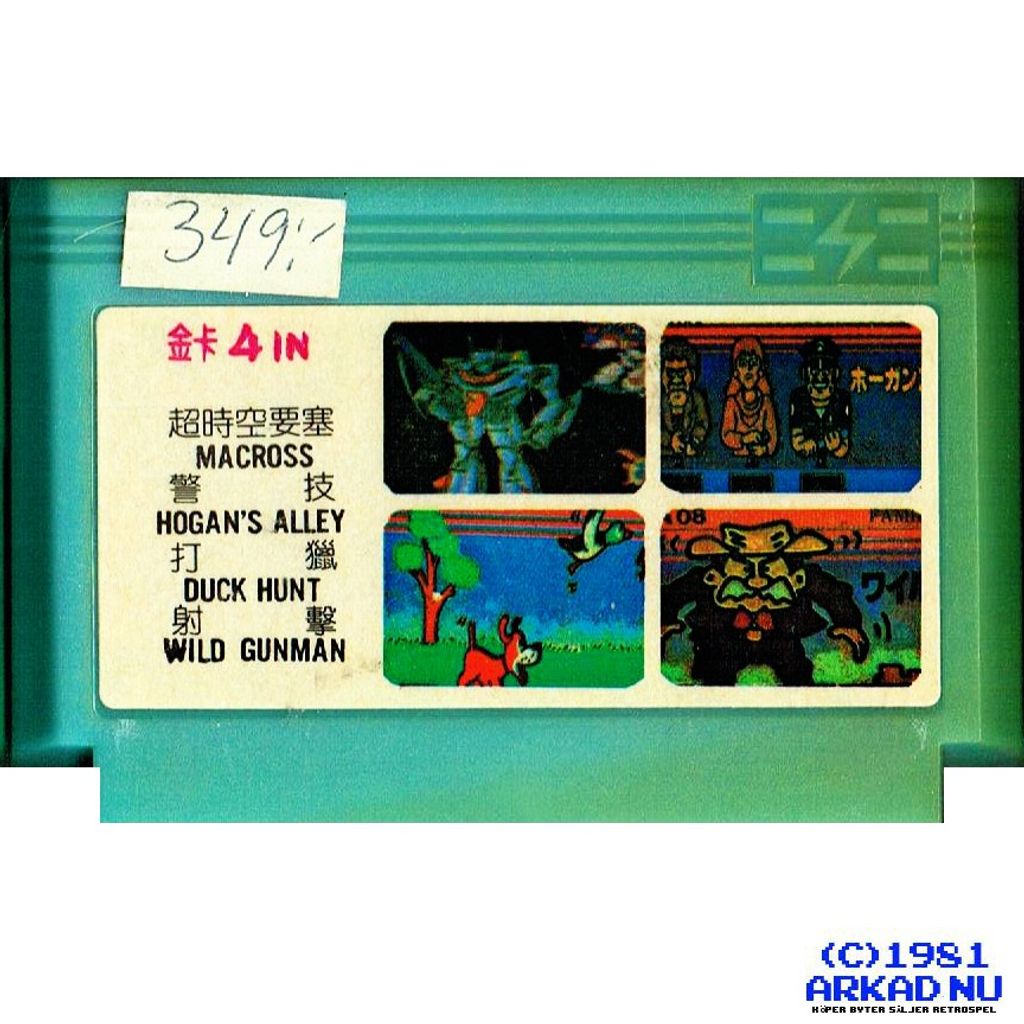 349:-
金卡 4 IN
超時空要塞
MACROSS
警 技
HOGAN'S ALLEY
打 獵
DUCK HUNT
射 擊
WILD GUNMAN
ホーガン
08
ワイル
(C)1981
ARKAD NU
KÖPER BYTER SÄLJER RETROSPEL